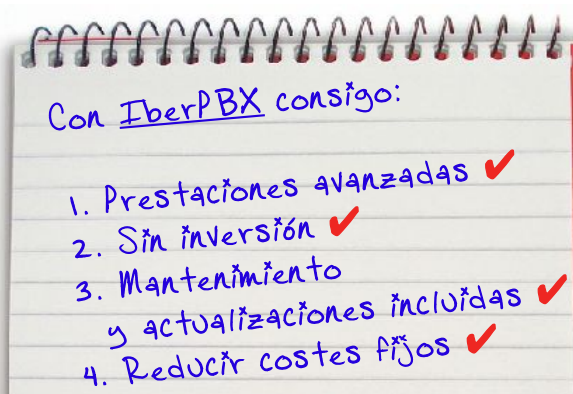 Con IberPBX consigo:
1. Prestaciones avanzadas ✔
2. Sin inversión ✔
3. Mantenimiento
y actualizaciones incluidas ✔
4. Reducir costes fijos ✔